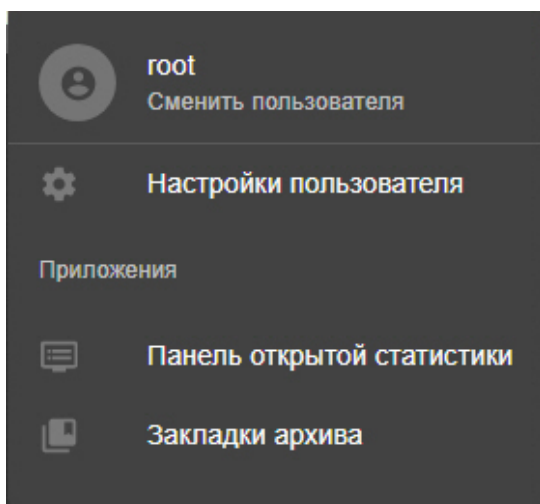 root
Сменить пользователя
Настройки пользователя
Приложения
Панель открытой статистики
Закладки архива